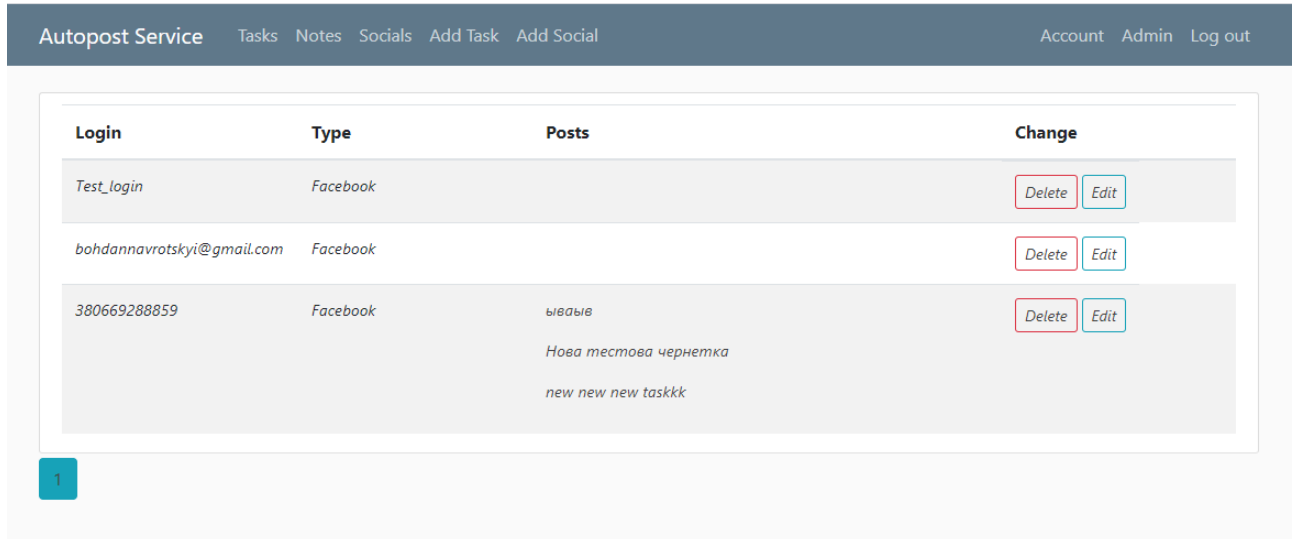 Autopost Service Tasks Notes Socials Add Task Add Social Account Admin Log out
Login Type Posts Change
Test_login Facebook Delete Edit
bohdannavrotskyi@gmail.com Facebook Delete Edit
380669288859 Facebook ываыв Delete Edit
Нова тестова чернетка
new new new taskkk
1